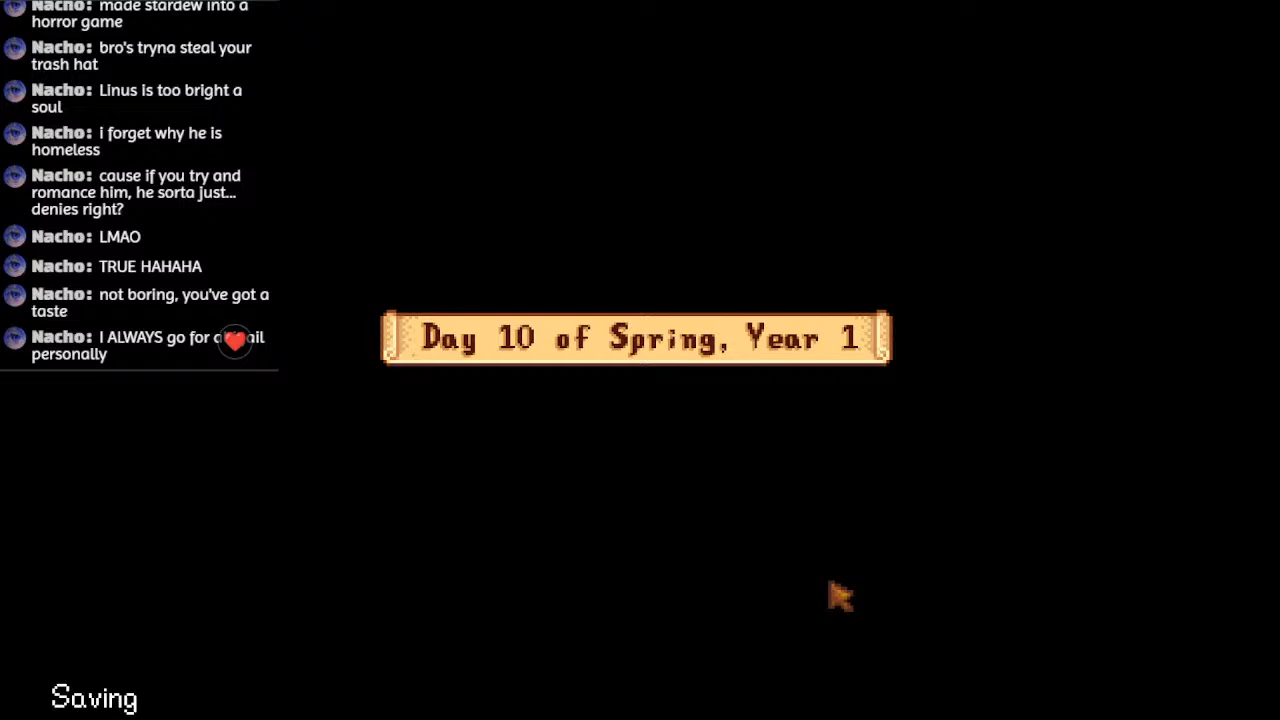 made stardew into a
horror game
Nacho: bro's tryna steal your
trash hat
Nacho: Linus is too bright a
soul
Nacho: i forget why he is
homeless
Nacho: cause if you try and
romance him, he sorta just...
denies right?
Nacho: LMAO
Nacho: TRUE HAHAHA
Nacho: not boring, you've got a
taste
Nacho: I ALWAYS go for
personally
Day 10 of Spring, Year 1
Saving